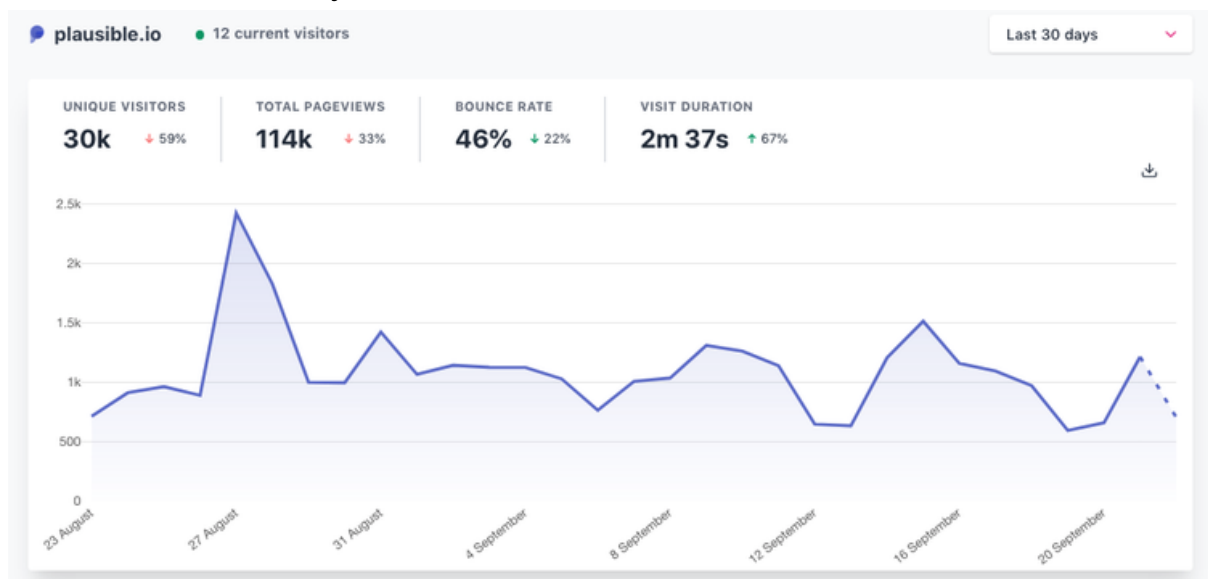 plausible.io 12 current visitors Last 30 days
UNIQUE VISITORS TOTAL PAGEVIEWS BOUNCE RATE VISIT DURATION
30k ↓ 59% 114k ↓ 33% 46% ↓ 22% 2m 37s ↑ 67%
2.5k
2k
1.5k
1k
500
0
23 August 27 August 31 August 4 September 8 September 12 September 16 September 20 September